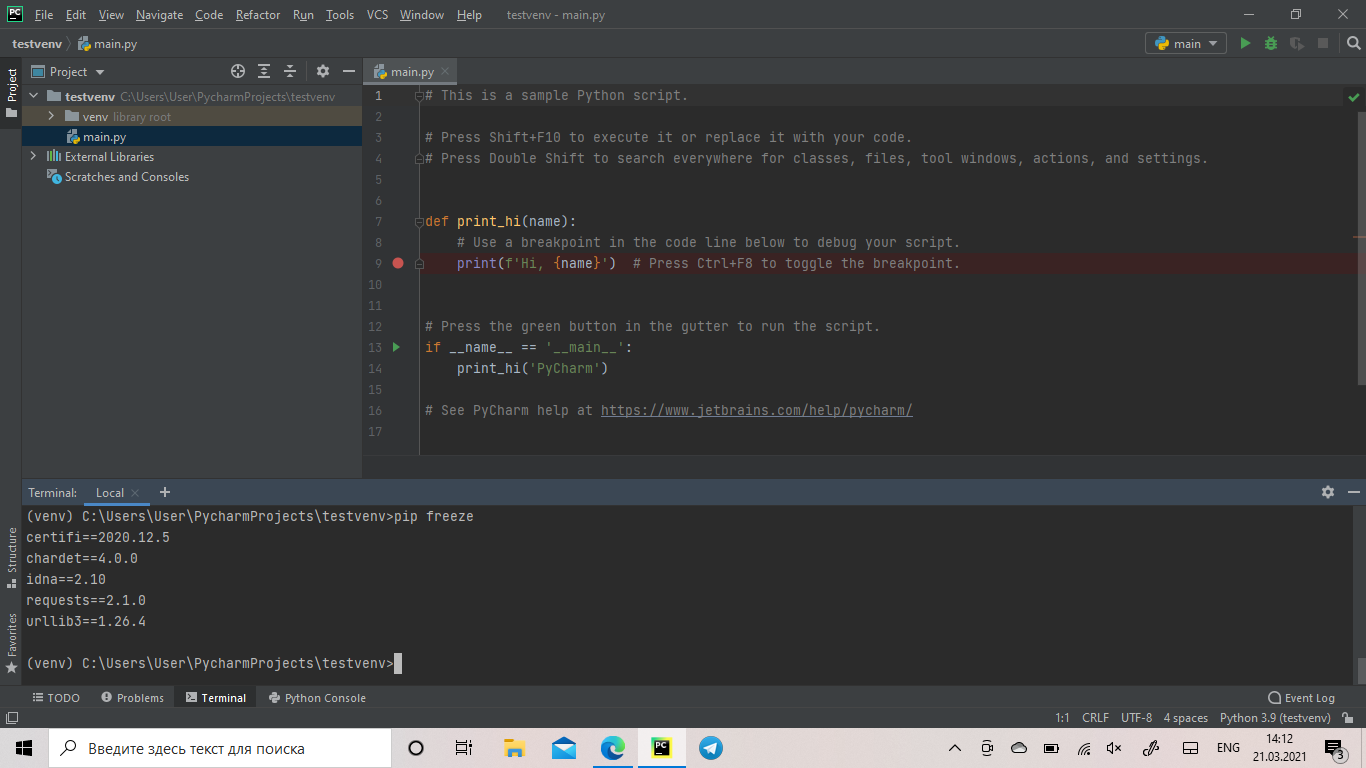 PC File Edit View Navigate Code Refactor Run Tools VCS Window Help testvenv - main.py
testvenv main.py main
Project
Project
main.py
testvenv C:\Users\User\PycharmProjects\testvenv
venv library root
main.py
External Libraries
Scratches and Consoles
1 # This is a sample Python script.
2
3 # Press Shift+F10 to execute it or replace it with your code.
4 # Press Double Shift to search everywhere for classes, files, tool windows, actions, and settings.
5
6
7 def print_hi(name):
8 # Use a breakpoint in the code line below to debug your script.
9 print(f'Hi, {name}') # Press Ctrl+F8 to toggle the breakpoint.
10
11
12 # Press the green button in the gutter to run the script.
13 if __name__ == '__main__':
14 print_hi('PyCharm')
15
16 # See PyCharm help at https://www.jetbrains.com/help/pycharm/
17
Terminal: Local
(venv) C:\Users\User\PycharmProjects\testvenv>pip freeze
certifi==2020.12.5
chardet==4.0.0
idna==2.10
requests==2.1.0
urllib3==1.26.4
(venv) C:\Users\User\PycharmProjects\testvenv>
Structure
Favorites
TODO Problems Terminal Python Console Event Log
1:1 CRLF UTF-8 4 spaces Python 3.9 (testvenv)
Введите здесь текст для поиска PC ENG 14:12
21.03.2021 3